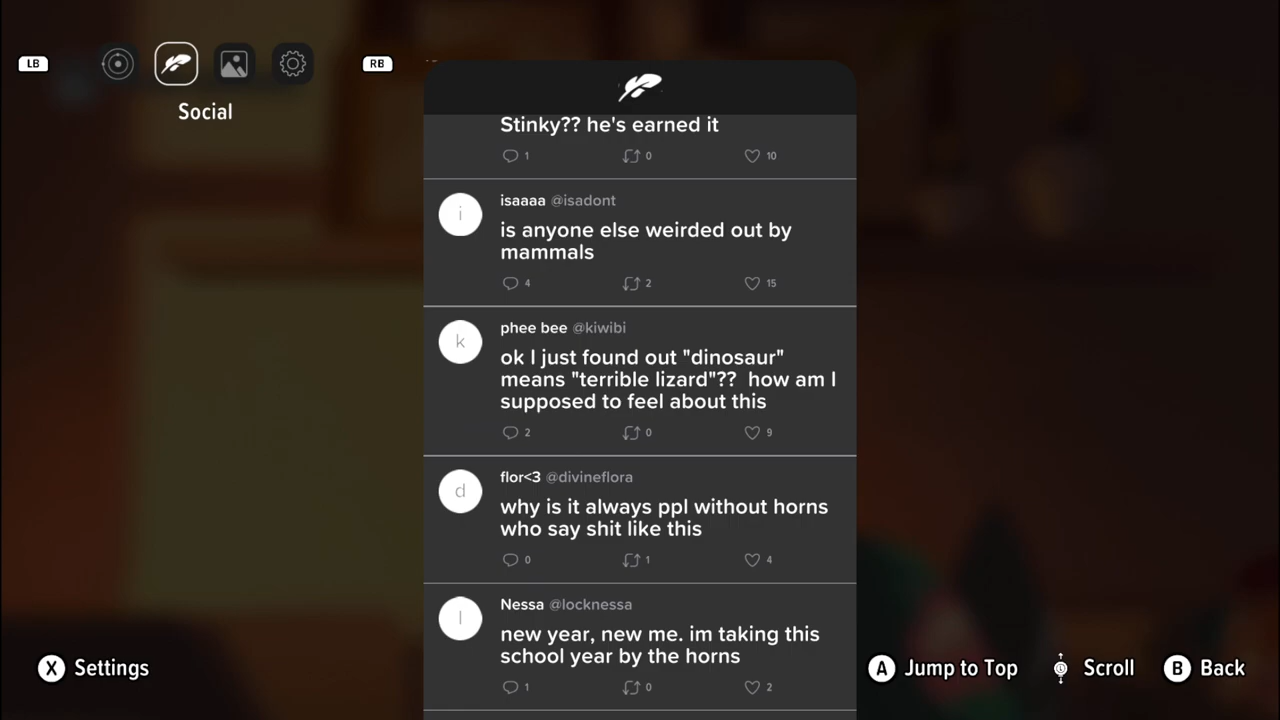 LB
RB
Social
Stinky?? he's earned it
1 0 10
i
isaaaa @isadont
is anyone else weirded out by
mammals
4 2 15
k
phee bee @kiwibi
ok I just found out "dinosaur"
means "terrible lizard"??  how am I
supposed to feel about this
2 0 9
d
flor<3 @divineflora
why is it always ppl without horns
who say shit like this
0 1 4
l
Nessa @locknessa
new year, new me. im taking this
school year by the horns
1 0 2
X Settings
A Jump to Top
Scroll
B Back